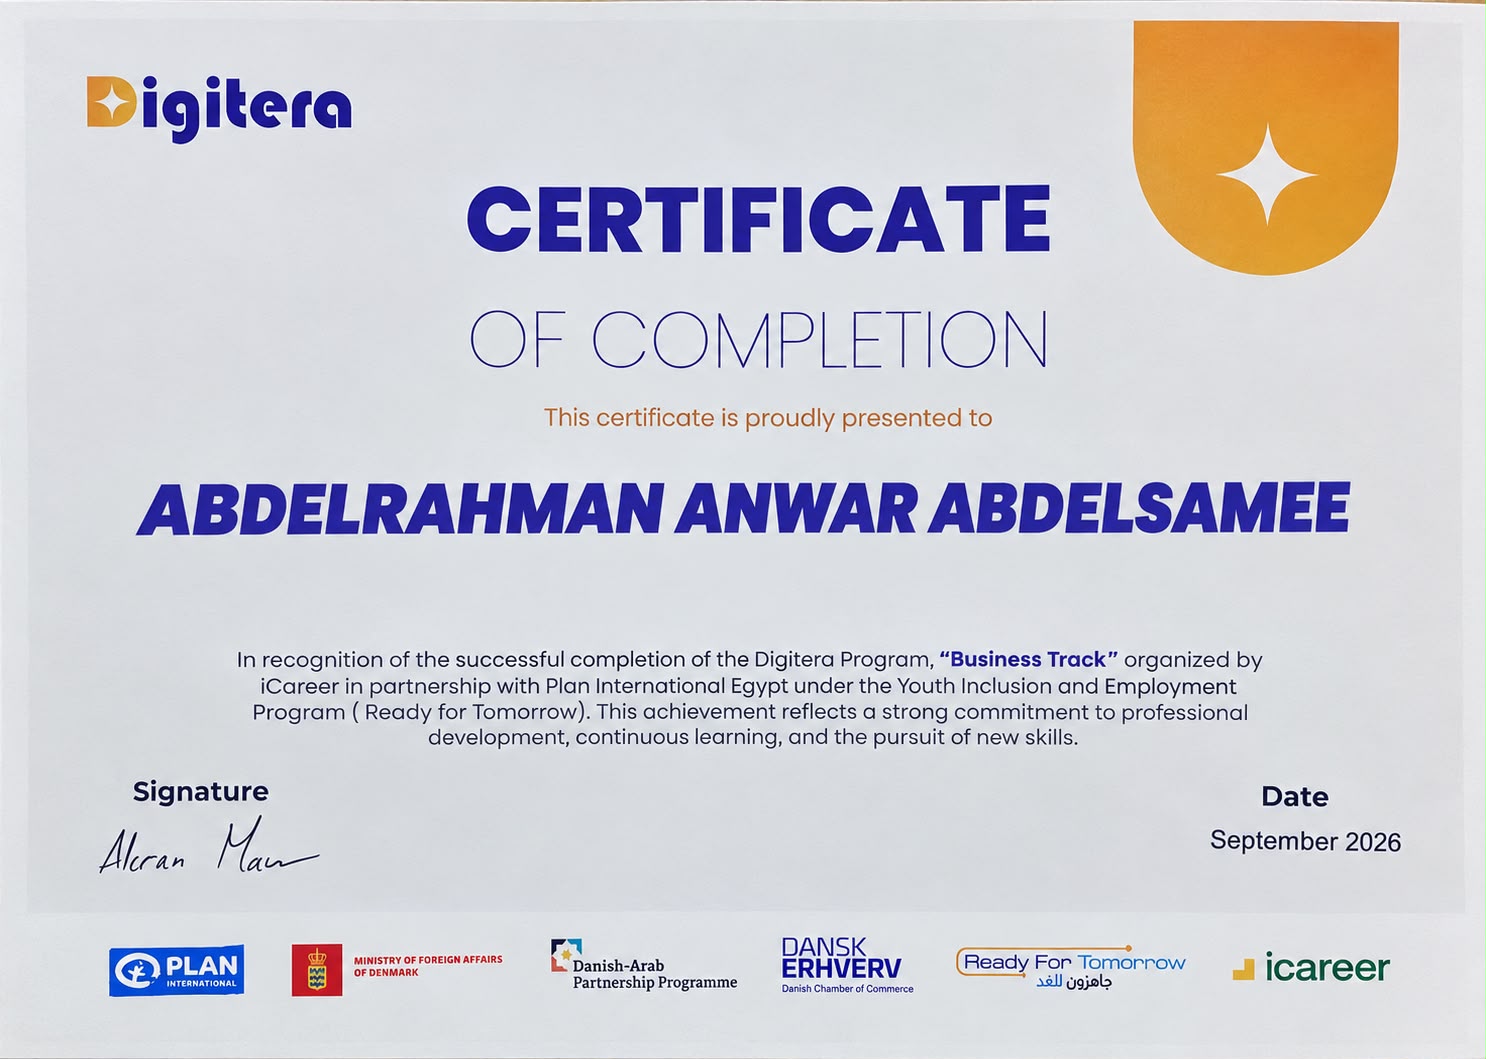 Digitera
CERTIFICATE
OF COMPLETION
This certificate is proudly presented to
ABDELRAHMAN ANWAR ABDELSAMEE
In recognition of the successful completion of the Digitera Program, “Business Track” organized by
iCareer in partnership with Plan International Egypt under the Youth Inclusion and Employment
Program ( Ready for Tomorrow). This achievement reflects a strong commitment to professional
development, continuous learning, and the pursuit of new skills.
Signature
Date
September 2026
PLAN
INTERNATIONAL
MINISTRY OF FOREIGN AFFAIRS
OF DENMARK
Danish-Arab
Partnership Programme
DANSK
ERHVERV
Danish Chamber of Commerce
Ready For Tomorrow
جاهزون للغد
icareer